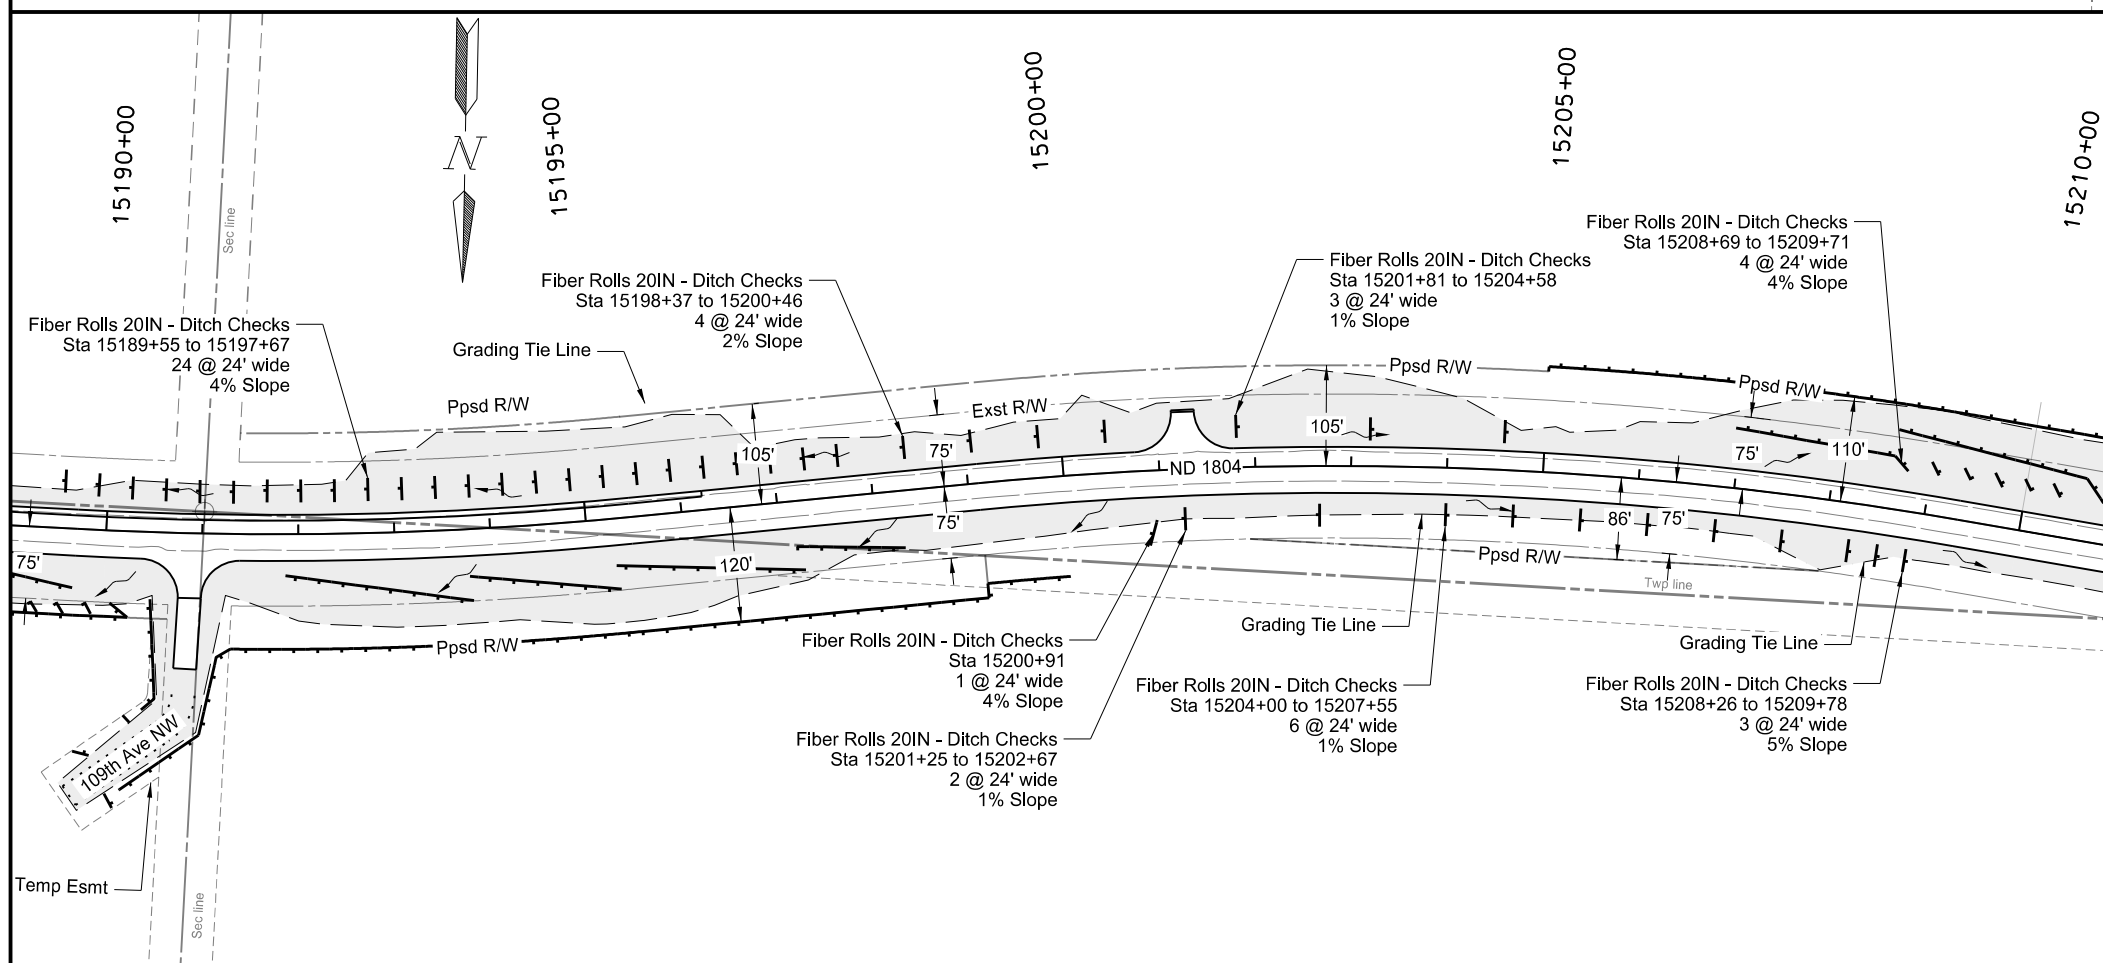 15190+00
15195+00
15200+00
15205+00
15210+00
N
Sec line
Fiber Rolls 20IN - Ditch Checks
Sta 15189+55 to 15197+67
24 @ 24' wide
4% Slope
Fiber Rolls 20IN - Ditch Checks
Sta 15198+37 to 15200+46
4 @ 24' wide
2% Slope
Fiber Rolls 20IN - Ditch Checks
Sta 15201+81 to 15204+58
3 @ 24' wide
1% Slope
Fiber Rolls 20IN - Ditch Checks
Sta 15208+69 to 15209+71
4 @ 24' wide
4% Slope
Grading Tie Line
Ppsd R/W
Exst R/W
Ppsd R/W
Ppsd R/W
105'
75'
105'
75'
110'
ND 1804
75'
75'
120'
86'
75'
Ppsd R/W
Twp line
Ppsd R/W
Grading Tie Line
Grading Tie Line
Fiber Rolls 20IN - Ditch Checks
Sta 15200+91
1 @ 24' wide
4% Slope
Fiber Rolls 20IN - Ditch Checks
Sta 15201+25 to 15202+67
2 @ 24' wide
1% Slope
Fiber Rolls 20IN - Ditch Checks
Sta 15204+00 to 15207+55
6 @ 24' wide
1% Slope
Fiber Rolls 20IN - Ditch Checks
Sta 15208+26 to 15209+78
3 @ 24' wide
5% Slope
109th Ave NW
Temp Esmt
Sec line